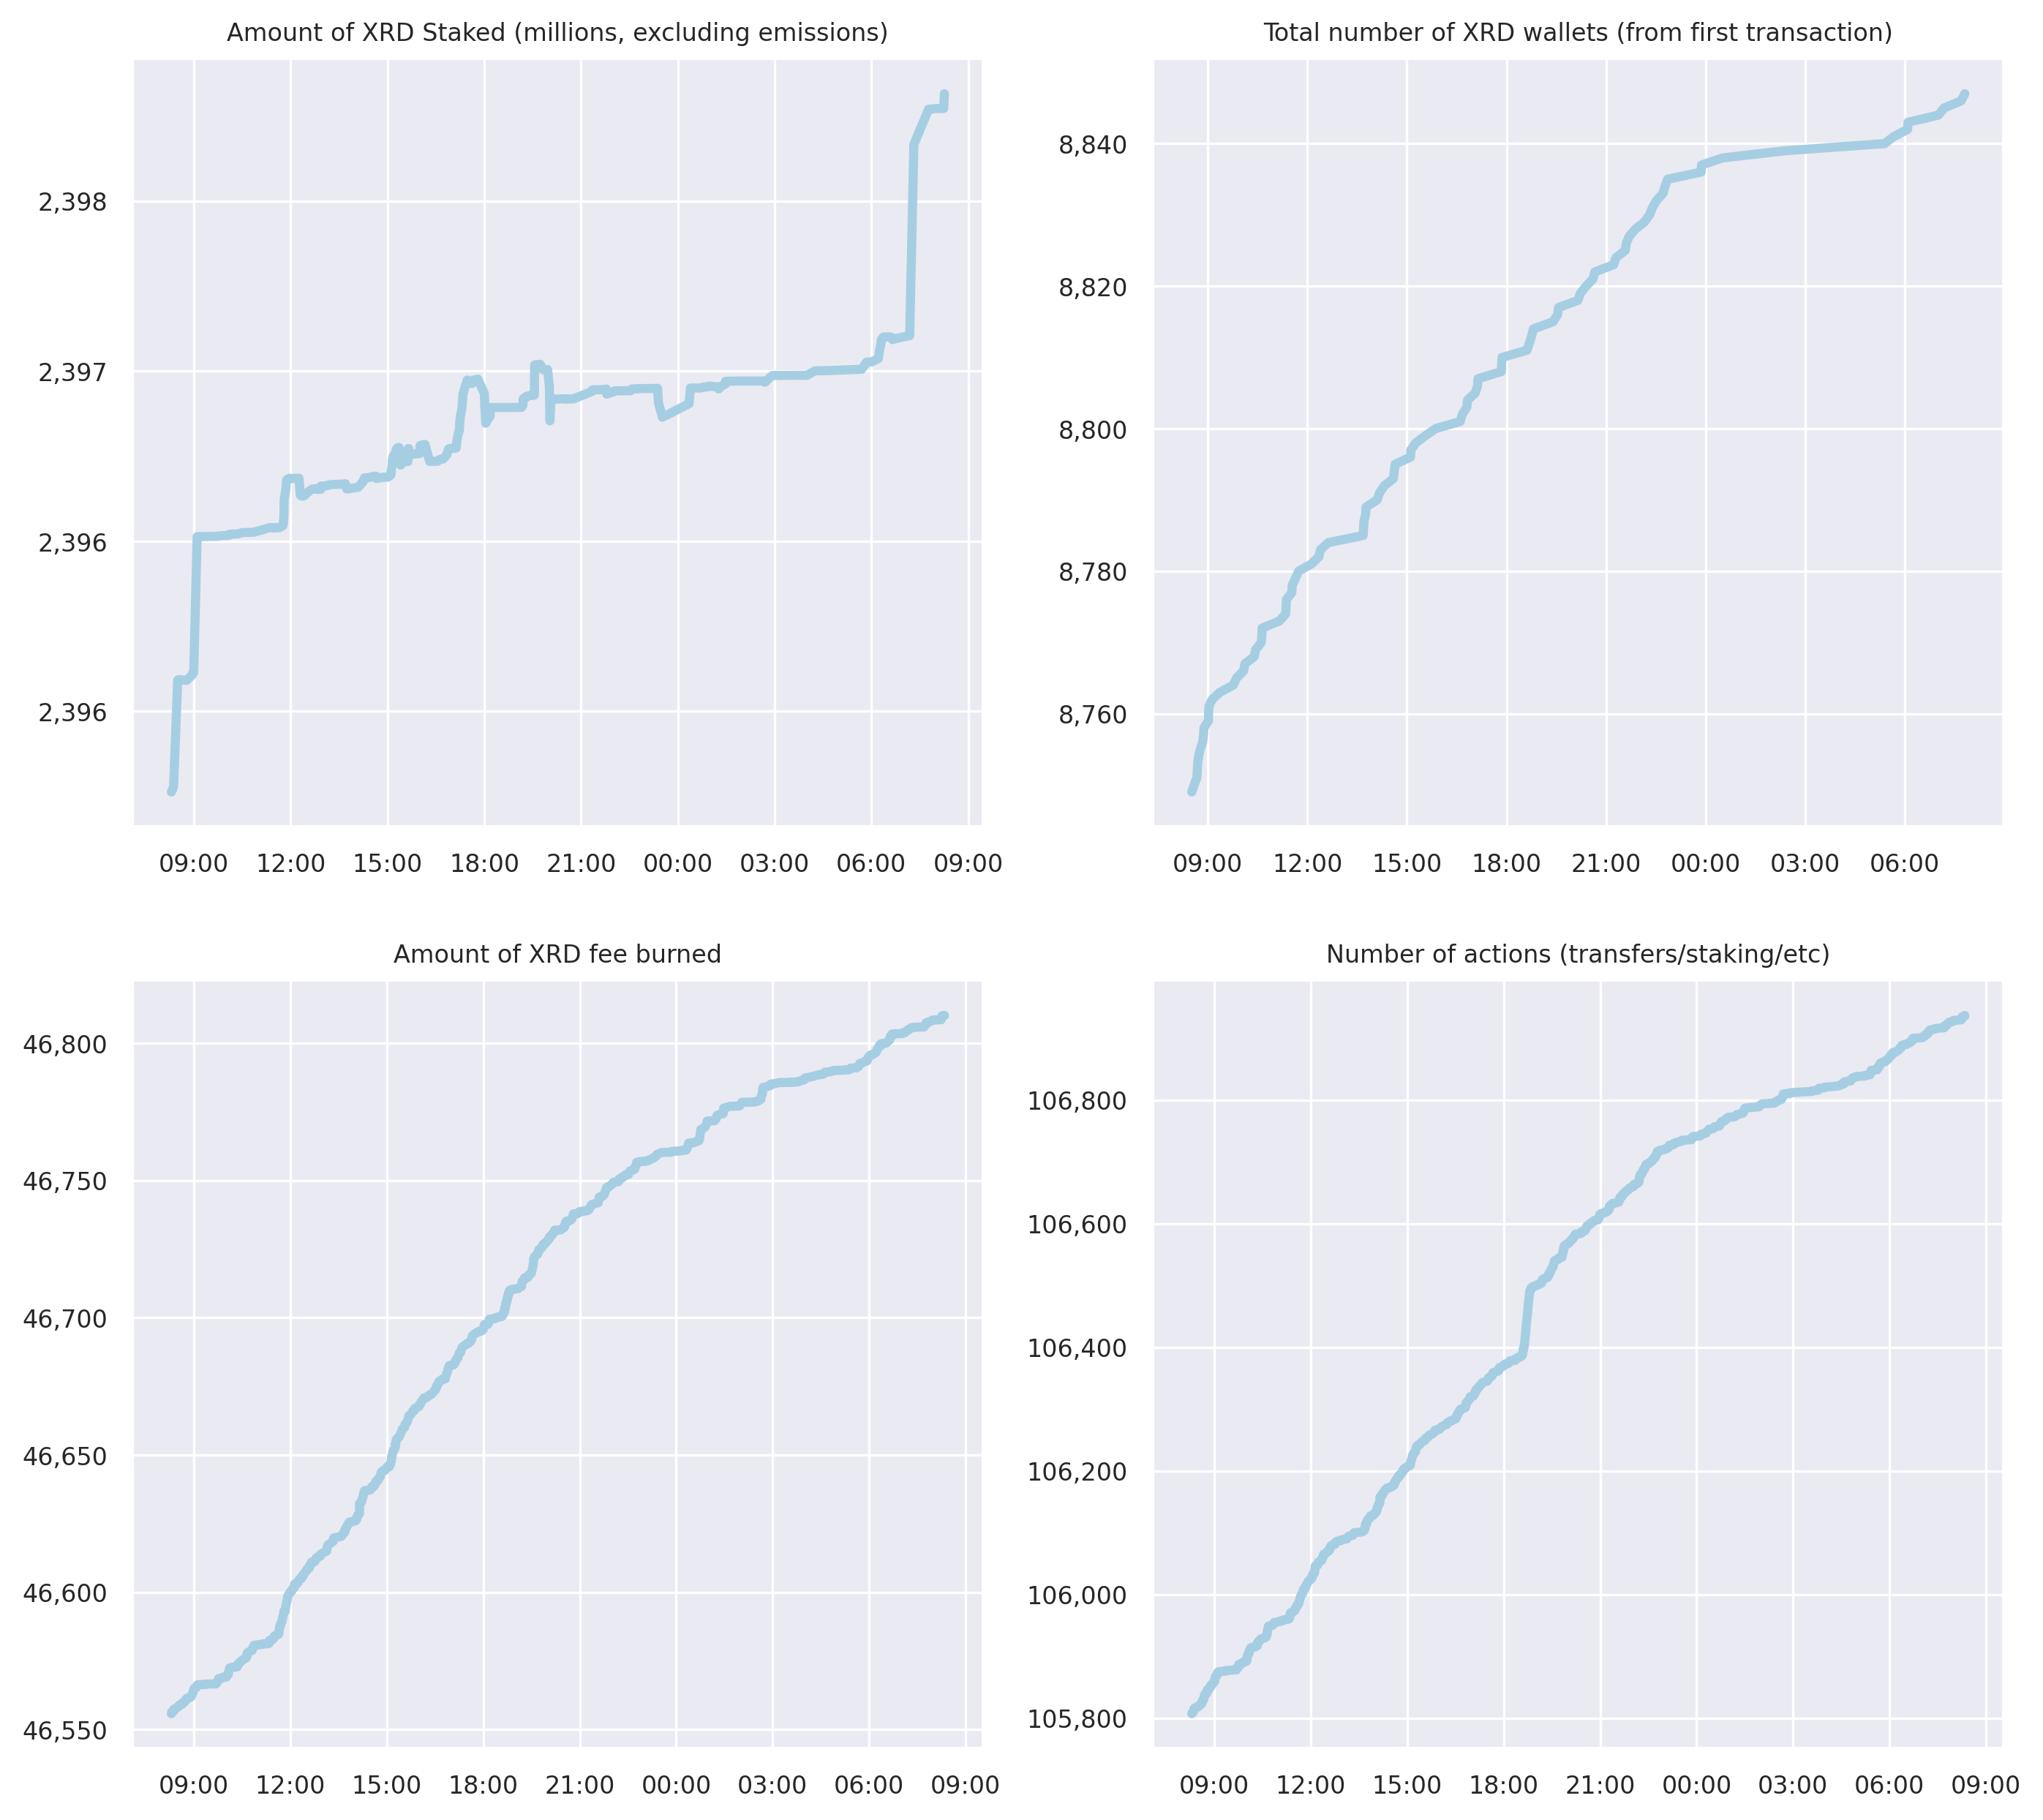 Amount of XRD Staked (millions, excluding emissions)
2,398
2,397
2,396
2,396
09:00 12:00 15:00 18:00 21:00 00:00 03:00 06:00 09:00
Total number of XRD wallets (from first transaction)
8,840
8,820
8,800
8,780
8,760
09:00 12:00 15:00 18:00 21:00 00:00 03:00 06:00
Amount of XRD fee burned
46,800
46,750
46,700
46,650
46,600
46,550
09:00 12:00 15:00 18:00 21:00 00:00 03:00 06:00 09:00
Number of actions (transfers/staking/etc)
106,800
106,600
106,400
106,200
106,000
105,800
09:00 12:00 15:00 18:00 21:00 00:00 03:00 06:00 09:00